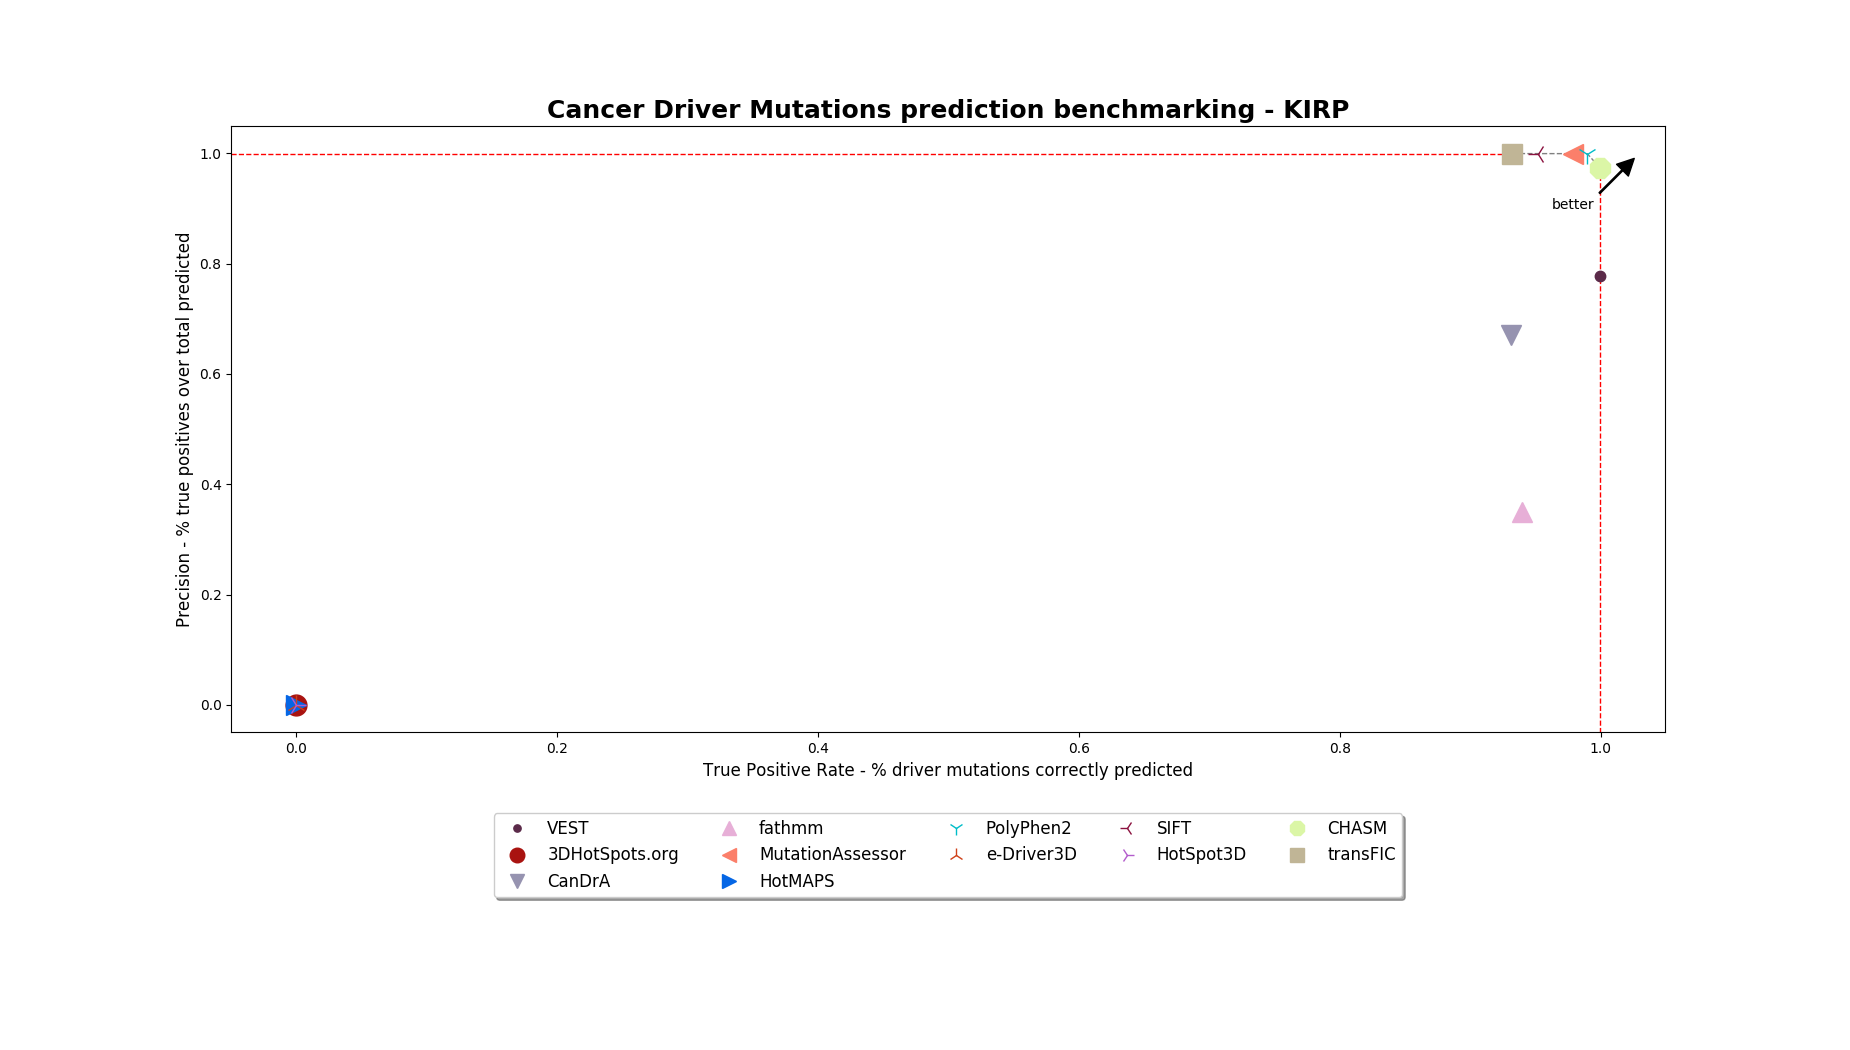 Cancer Driver Mutations prediction benchmarking - KIRP
Precision - % true positives over total predicted
1.0
0.8
0.6
0.4
0.2
0.0
better
0.0 0.2 0.4 0.6 0.8 1.0
True Positive Rate - % driver mutations correctly predicted
VEST fathmm PolyPhen2 SIFT CHASM
3DHotSpots.org MutationAssessor e-Driver3D HotSpot3D transFIC
CanDrA HotMAPS